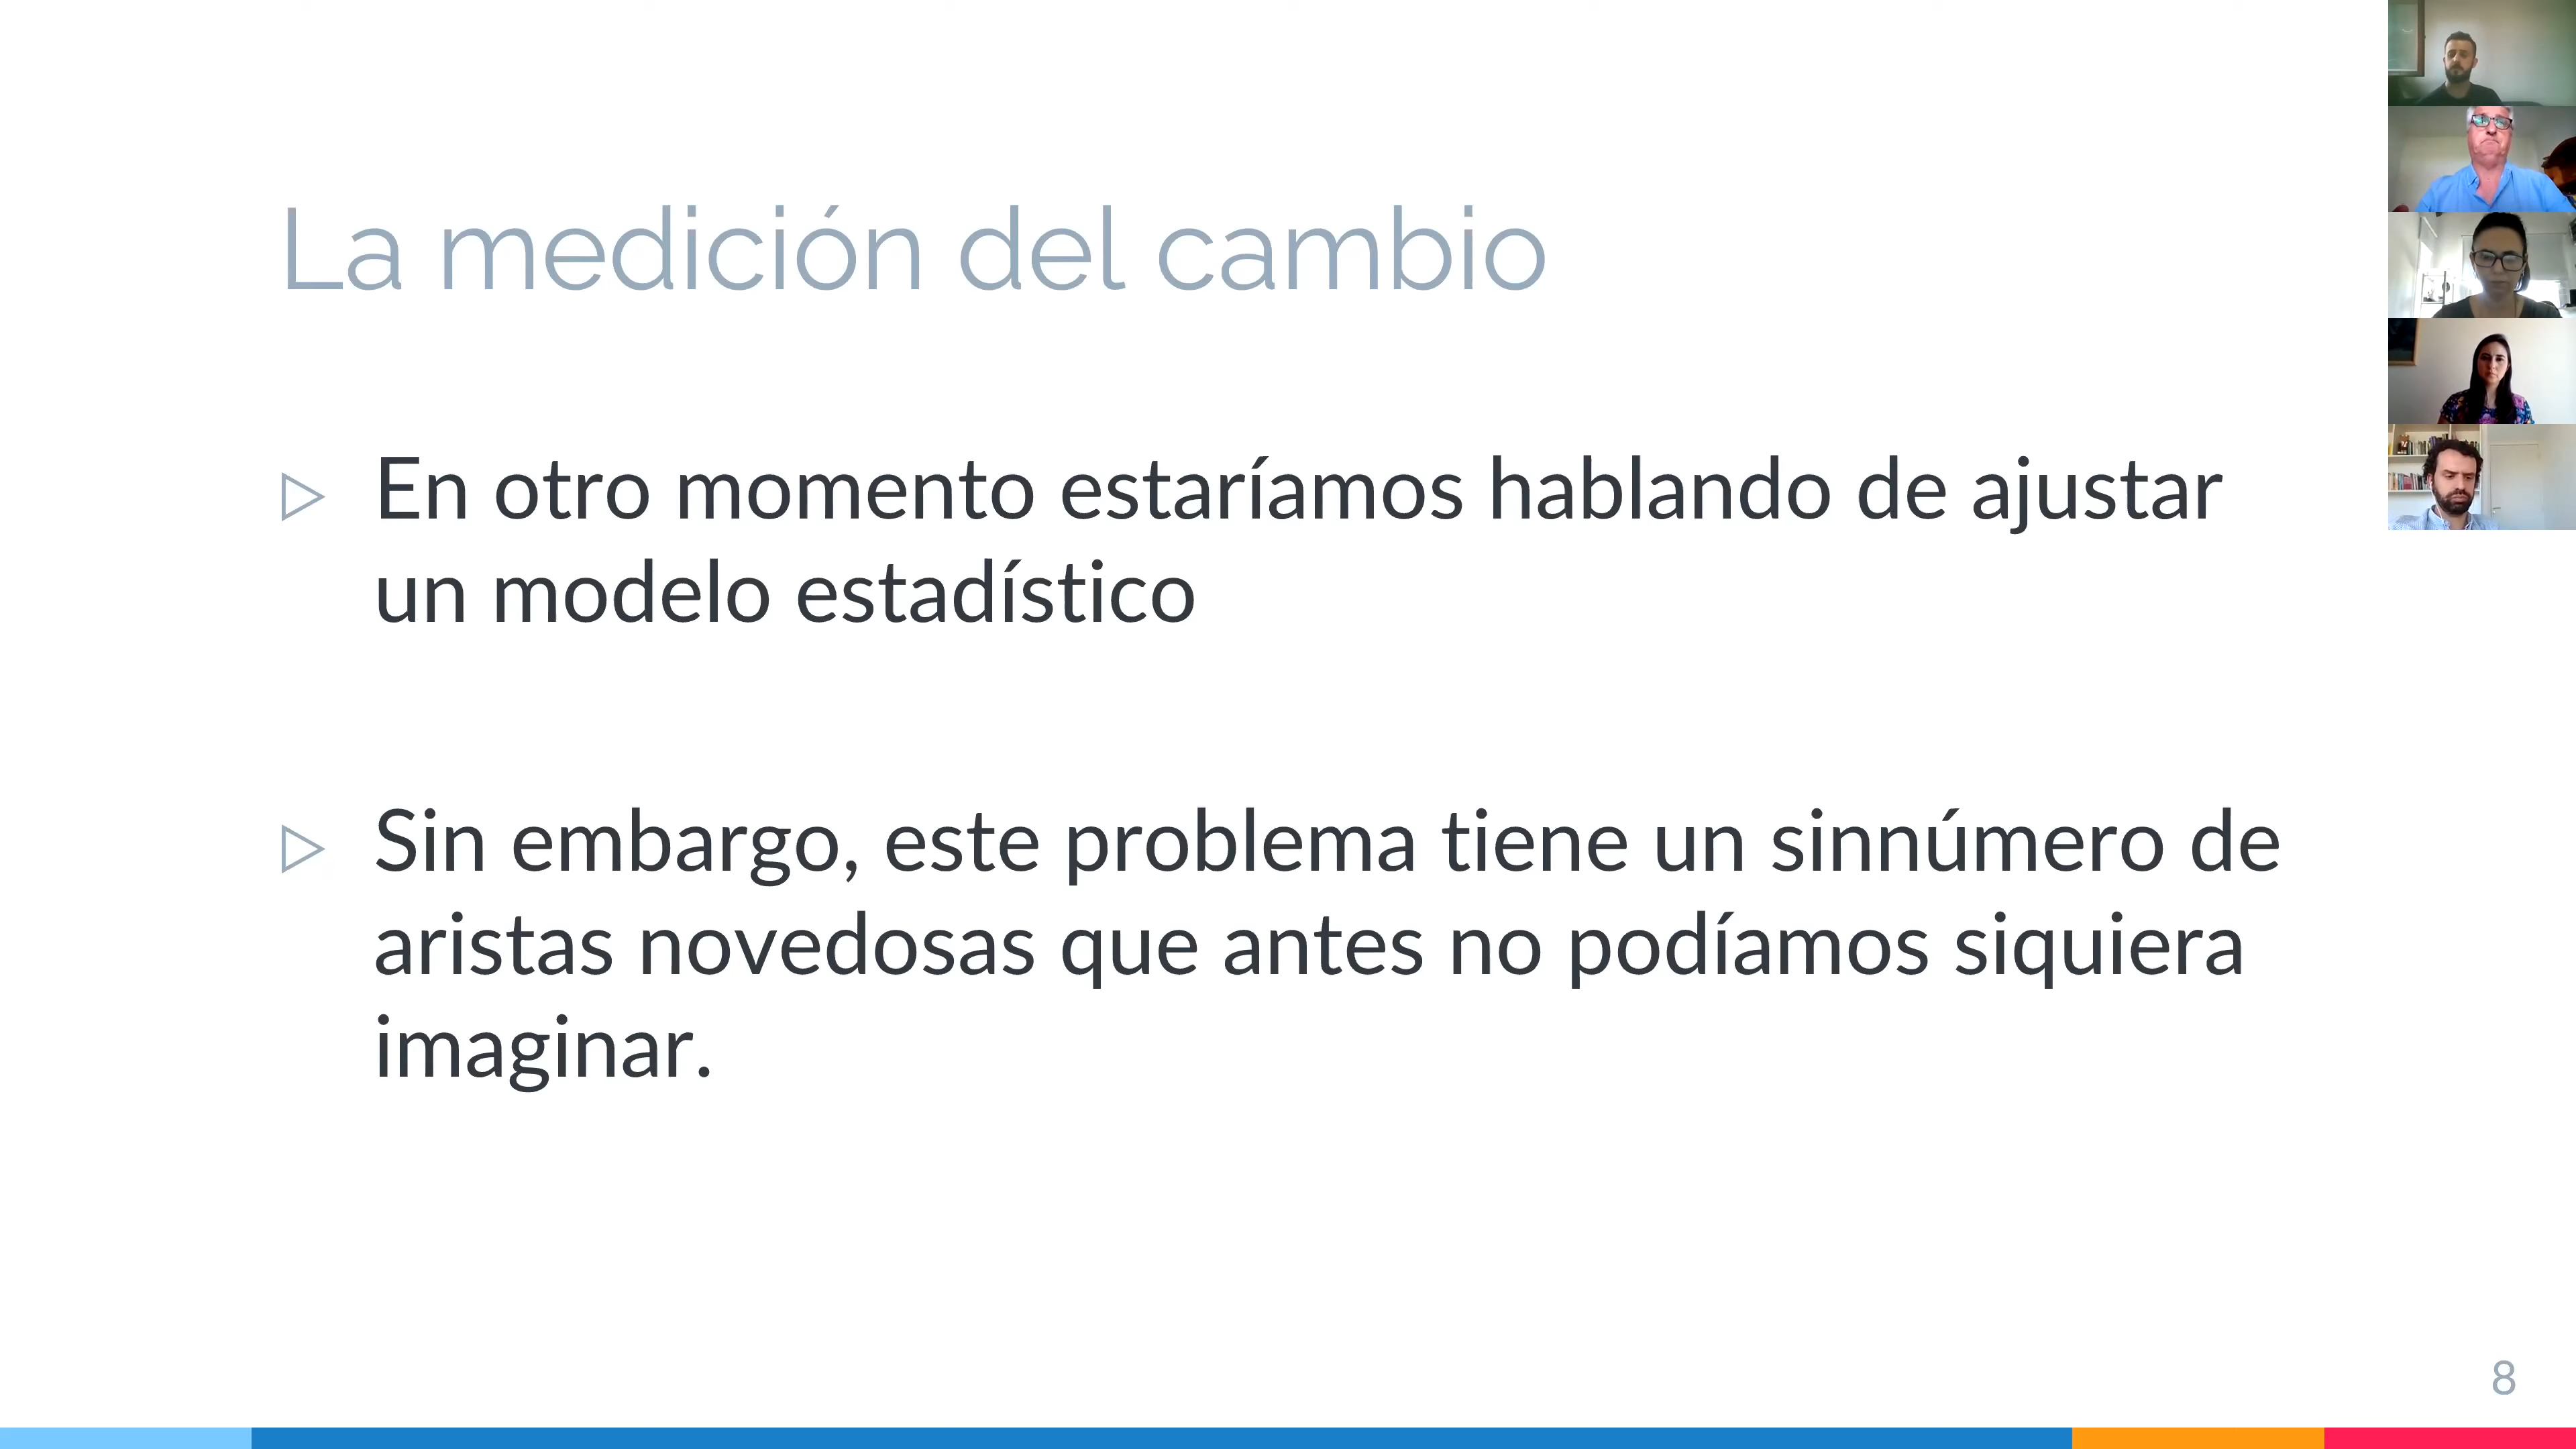 La medición del cambio
En otro momento estaríamos hablando de ajustar
un modelo estadístico
Sin embargo, este problema tiene un sinnúmero de
aristas novedosas que antes no podíamos siquiera
imaginar.
8